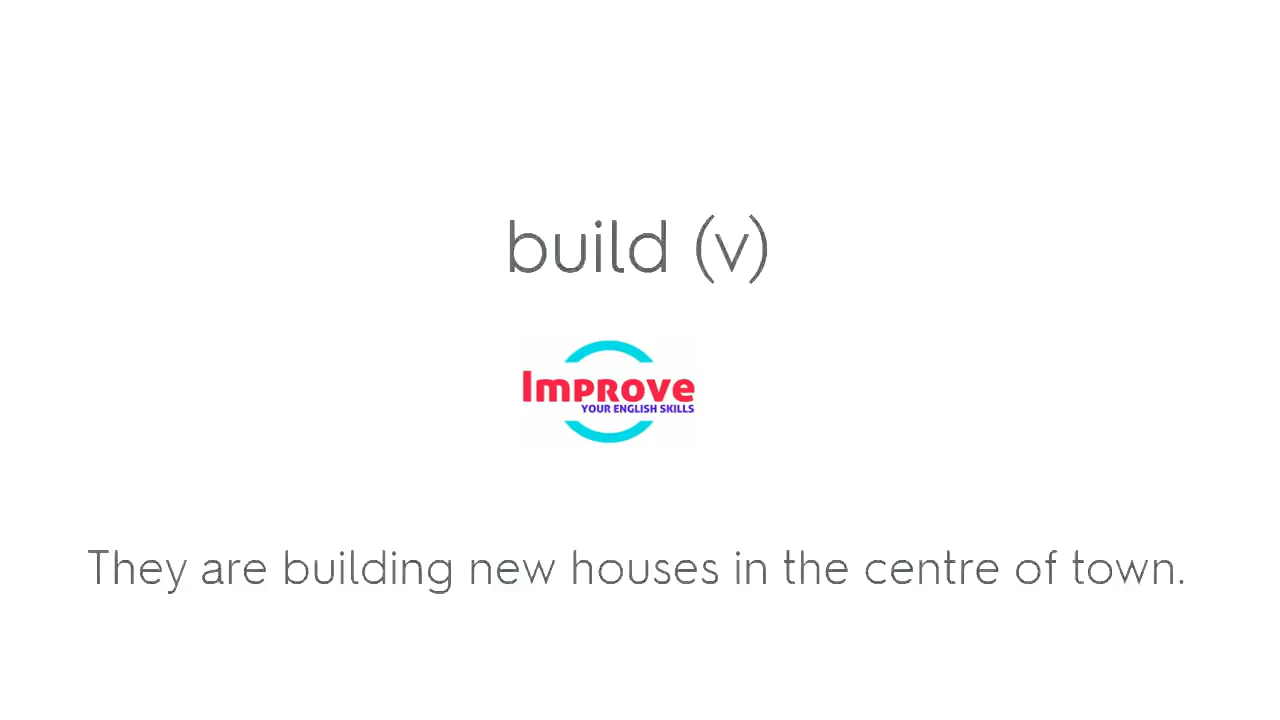 build (v)
Improve
YOUR ENGLISH SKILLS
They are building new houses in the centre of town.